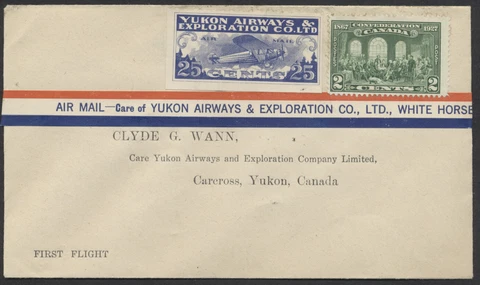 YUKON AIRWAYS &
EXPLORATION CO. LTD
AIR MAIL
25 CENTS 25
1867 CONFEDERATION 1927
CANADA
2 CENTS 2
AIR MAIL—Care of YUKON AIRWAYS & EXPLORATION CO., LTD., WHITE HORSE
CLYDE G. WANN,
Care Yukon Airways and Exploration Company Limited,
Carcross, Yukon, Canada
FIRST FLIGHT